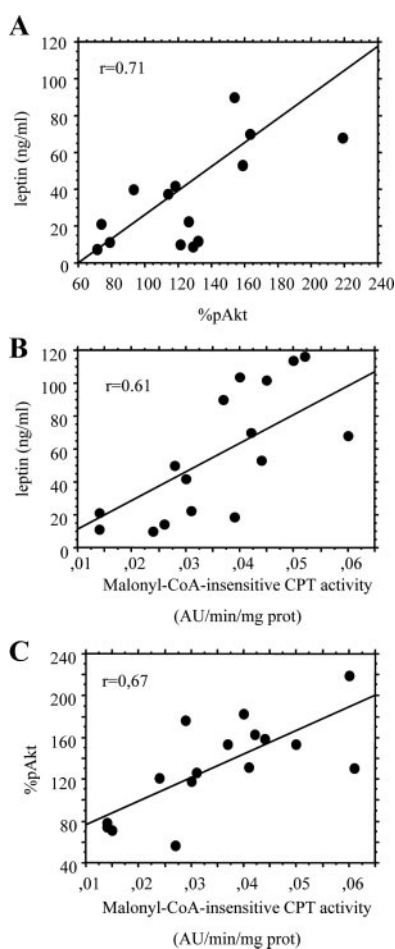 A
120
100
80
60
40
20
0
leptin (ng/ml)
r=0.71
60 80 100 120 140 160 180 200 220 240
%pAkt
B
120
100
80
60
40
20
0
leptin (ng/ml)
r=0.61
,01 ,02 ,03 ,04 ,05 ,06
Malonyl-CoA-insensitive CPT activity
(AU/min/mg prot)
C
240
200
160
120
80
40
%pAkt
r=0,67
,01 ,02 ,03 ,04 ,05 ,06
Malonyl-CoA-insensitive CPT activity
(AU/min/mg prot)